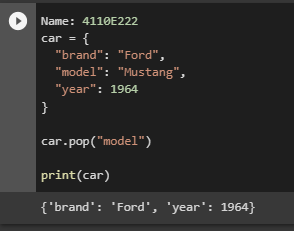 Name: 4110E222
car = {
  "brand": "Ford",
  "model": "Mustang",
  "year": 1964
}

car.pop("model")

print(car)
{'brand': 'Ford', 'year': 1964}